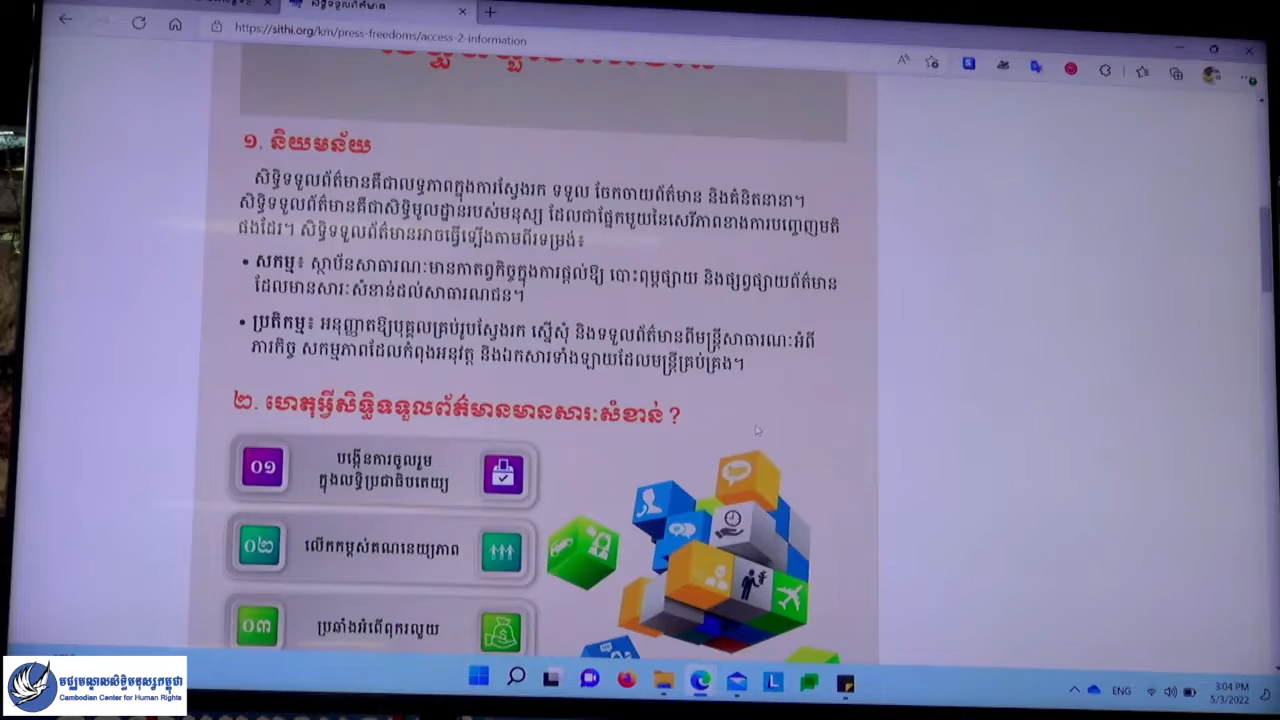 សិទ្ធិទទួលព័ត៌មាន
https://sithi.org/km/press-freedoms/access-2-information
១. និយមន័យ
សិទ្ធិទទួលព័ត៌មានគឺជាលទ្ធភាពក្នុងការស្វែងរក ទទួល ចែកចាយព័ត៌មាន និងគំនិតនានា។
សិទ្ធិទទួលព័ត៌មានគឺជាសិទ្ធិមូលដ្ឋានរបស់មនុស្ស ដែលជាផ្នែកមួយនៃសេរីភាពខាងការបញ្ចេញមតិ
ផងដែរ។ សិទ្ធិទទួលព័ត៌មានអាចធ្វើឡើងតាមពីរទម្រង់៖
• សកម្ម៖ ស្ថាប័នសាធារណៈមានកាតព្វកិច្ចក្នុងការផ្តល់ឱ្យ បោះពុម្ពផ្សាយ និងផ្សព្វផ្សាយព័ត៌មាន
ដែលមានសារៈសំខាន់ដល់សាធារណជន។
• ប្រតិកម្ម៖ អនុញ្ញាតឱ្យបុគ្គលគ្រប់រូបស្វែងរក ស្នើសុំ និងទទួលព័ត៌មានពីមន្ត្រីសាធារណៈអំពី
ភារកិច្ច សកម្មភាពដែលកំពុងអនុវត្ត និងឯកសារទាំងឡាយដែលមន្ត្រីគ្រប់គ្រង។
២. ហេតុអ្វីសិទ្ធិទទួលព័ត៌មានមានសារៈសំខាន់ ?
០១
បង្កើនការចូលរួម
ក្នុងលទ្ធិប្រជាធិបតេយ្យ
០២
លើកកម្ពស់គណនេយ្យភាព
០៣
ប្រឆាំងអំពើពុករលួយ
ENG
3:04 PM
5/3/2022
មជ្ឈមណ្ឌលសិទ្ធិមនុស្សកម្ពុជា
Cambodian Center for Human Rights